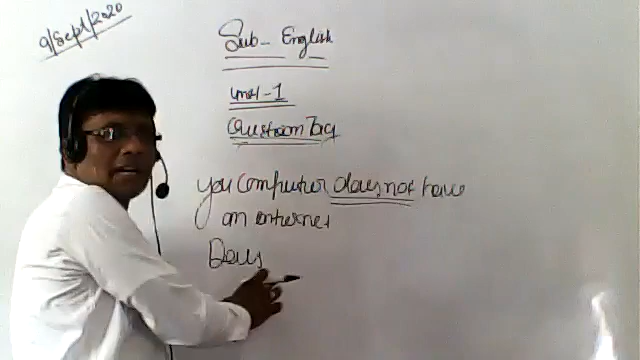 9/Sept/2020
Sub- English
Unit-1
Question Tag
you computer does not have
an internet
Does